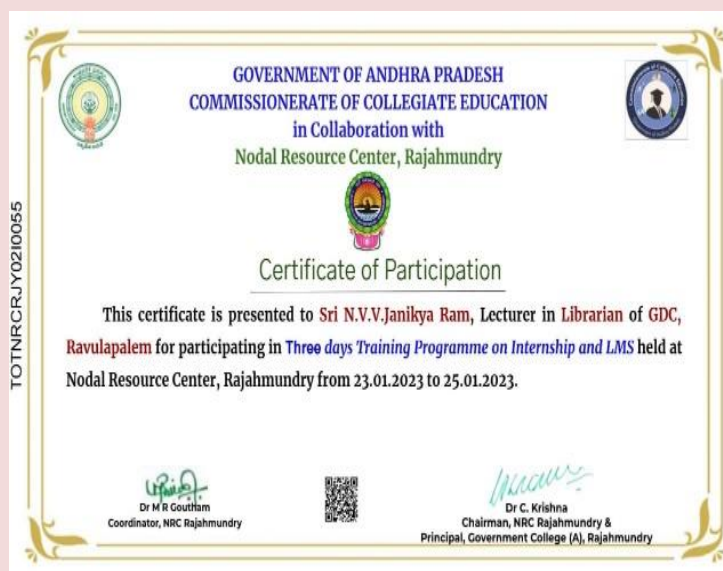 GOVERNMENT OF ANDHRA PRADESH
COMMISSIONERATE OF COLLEGIATE EDUCATION
in Collaboration with
Nodal Resource Center, Rajahmundry
Certificate of Participation
This certificate is presented to Sri N.V.V.Janikya Ram, Lecturer in Librarian of GDC,
Ravulapalem for participating in Three days Training Programme on Internship and LMS held at
Nodal Resource Center, Rajahmundry from 23.01.2023 to 25.01.2023.
Dr M R Goutham
Coordinator, NRC Rajahmundry
Dr C. Krishna
Chairman, NRC Rajahmundry &
Principal, Government College (A), Rajahmundry
TOTNRCRJY02I0055